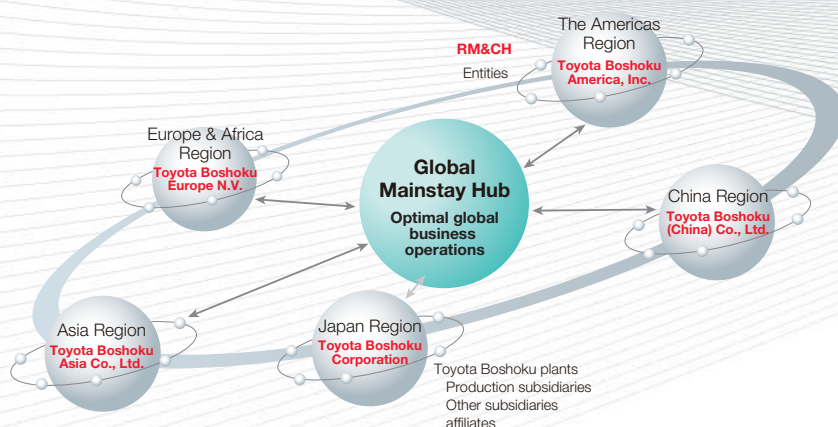 The Americas
Region
Toyota Boshoku
America, Inc.
RM&CH
Entities
Europe & Africa
Region
Toyota Boshoku
Europe N.V.
Global
Mainstay Hub
Optimal global
business
operations
China Region
Toyota Boshoku
(China) Co., Ltd.
Asia Region
Toyota Boshoku
Asia Co., Ltd.
Japan Region
Toyota Boshoku
Corporation
Toyota Boshoku plants
Production subsidiaries
Other subsidiaries
affiliates